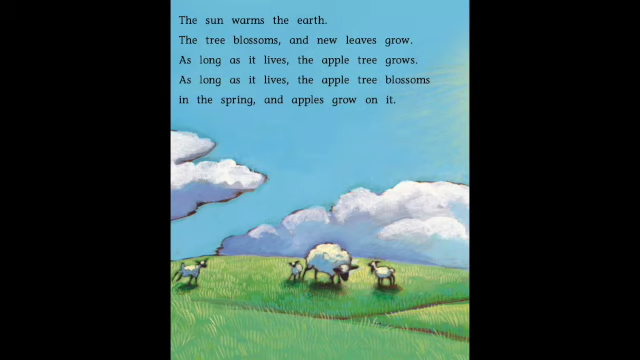 The sun warms the earth.
The tree blossoms, and new leaves grow.
As long as it lives, the apple tree grows.
As long as it lives, the apple tree blossoms
in the spring, and apples grow on it.